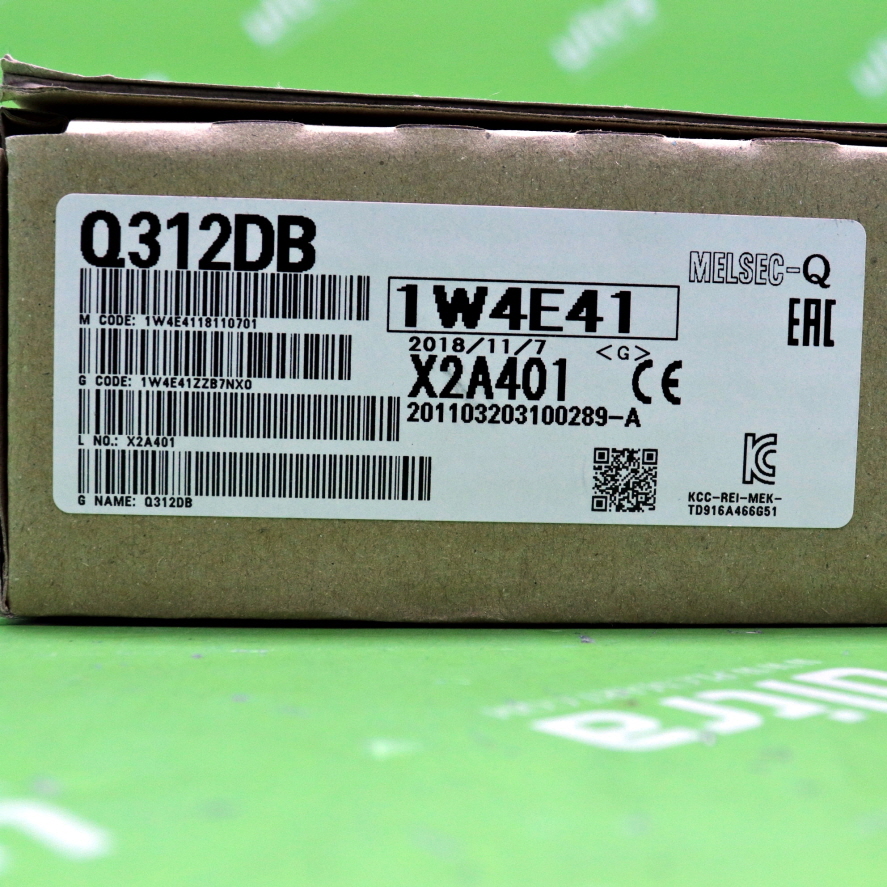 Q312DB
MELSEC-Q
M CODE: 1W4E4118110701
1W4E41
EAC
2018/11/7 <G>
G CODE: 1W4E41ZZB7NX0
X2A401 CE
201103203100289-A
L NO.: X2A401
G NAME: Q312DB
KC
KCC-REI-MEK-
TD916A466G51